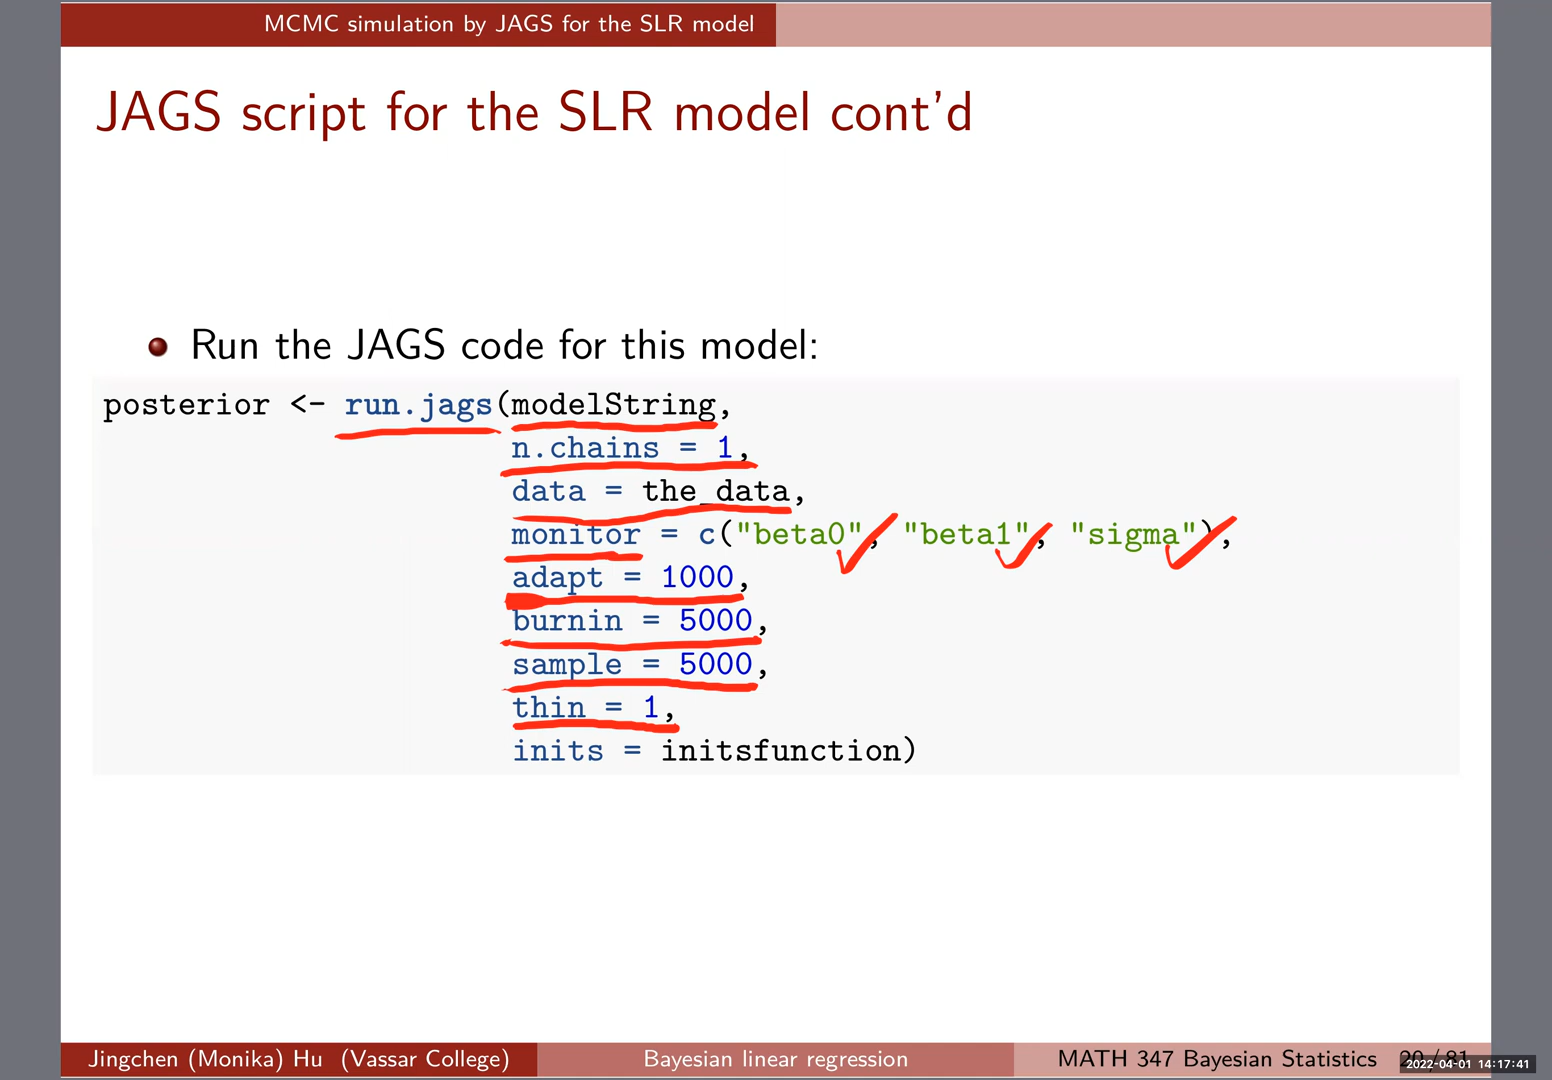 MCMC simulation by JAGS for the SLR model
JAGS script for the SLR model cont'd
Run the JAGS code for this model:
posterior <- run.jags(modelString,
n.chains = 1,
data = the_data,
monitor = c("beta0", "beta1", "sigma"),
adapt = 1000,
burnin = 5000,
sample = 5000,
thin = 1,
inits = initsfunction)
Jingchen (Monika) Hu (Vassar College)
Bayesian linear regression
MATH 347 Bayesian Statistics
20 / 81
2022-04-01 14:17:41